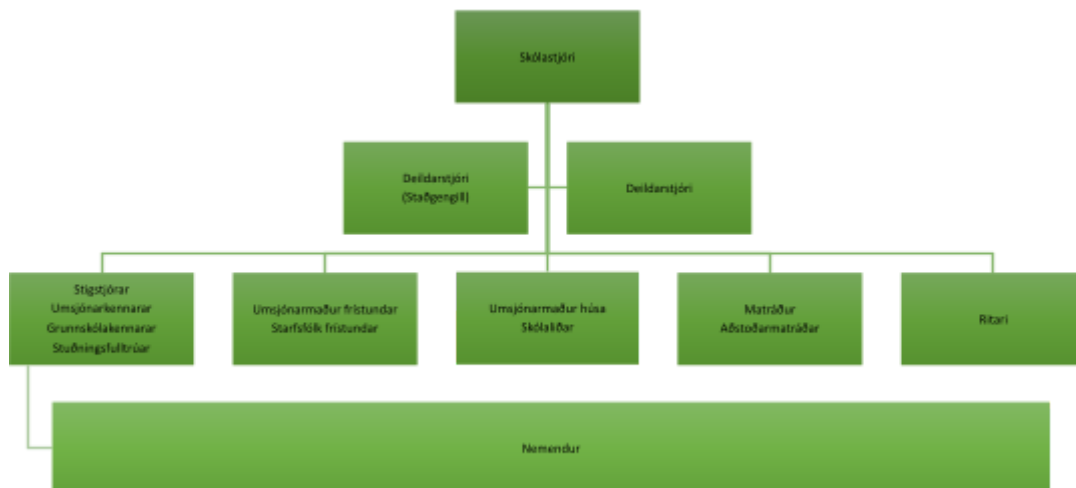 Skólastjóri
Deildarstjóri
(Staðgengill)
Deildarstjóri
Stigstjórar
Umsjónarkennarar
Grunnskólakennarar
Stuðningsfulltrúar
Umsjónarmaður frístundar
Starfsfólk frístundar
Umsjónarmaður húsa
Skólaliðar
Matráður
Aðstoðarmatráðar
Ritari
Nemendur